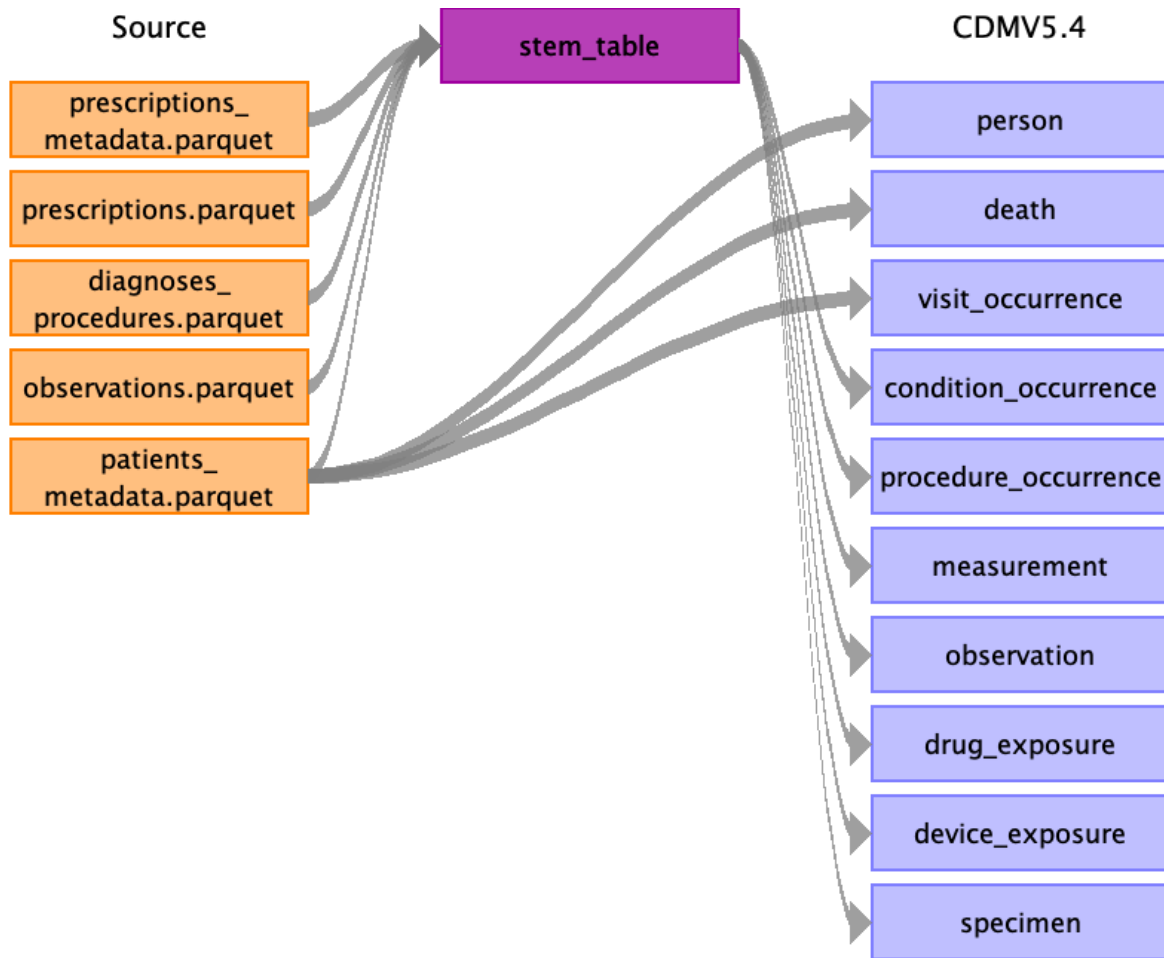 Source
stem_table
CDMV5.4
prescriptions_
metadata.parquet
prescriptions.parquet
diagnoses_
procedures.parquet
observations.parquet
patients_
metadata.parquet
person
death
visit_occurrence
condition_occurrence
procedure_occurrence
measurement
observation
drug_exposure
device_exposure
specimen